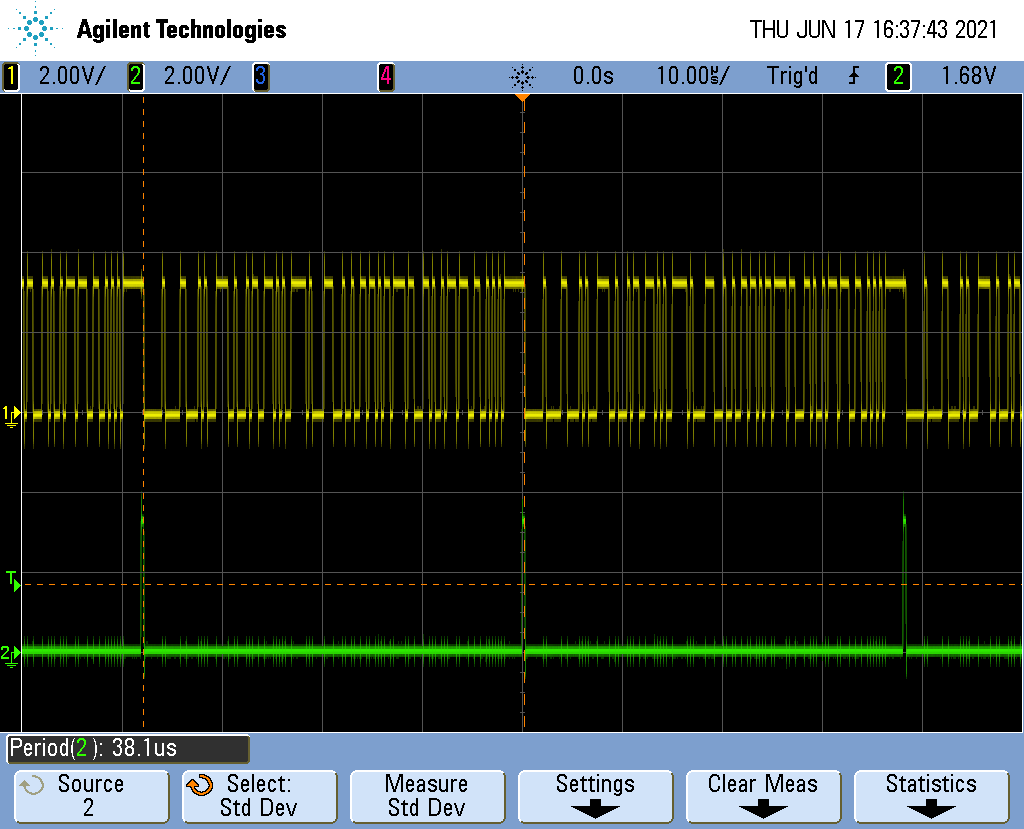 Agilent Technologies THU JUN 17 16:37:43 2021
1 2.00V/ 2 2.00V/ 3 4 0.0s 10.00µs/ Trig'd 2 1.68V
1
T
2
Period(2): 38.1us
Source Select: Measure Settings Clear Meas Statistics
2 Std Dev Std Dev